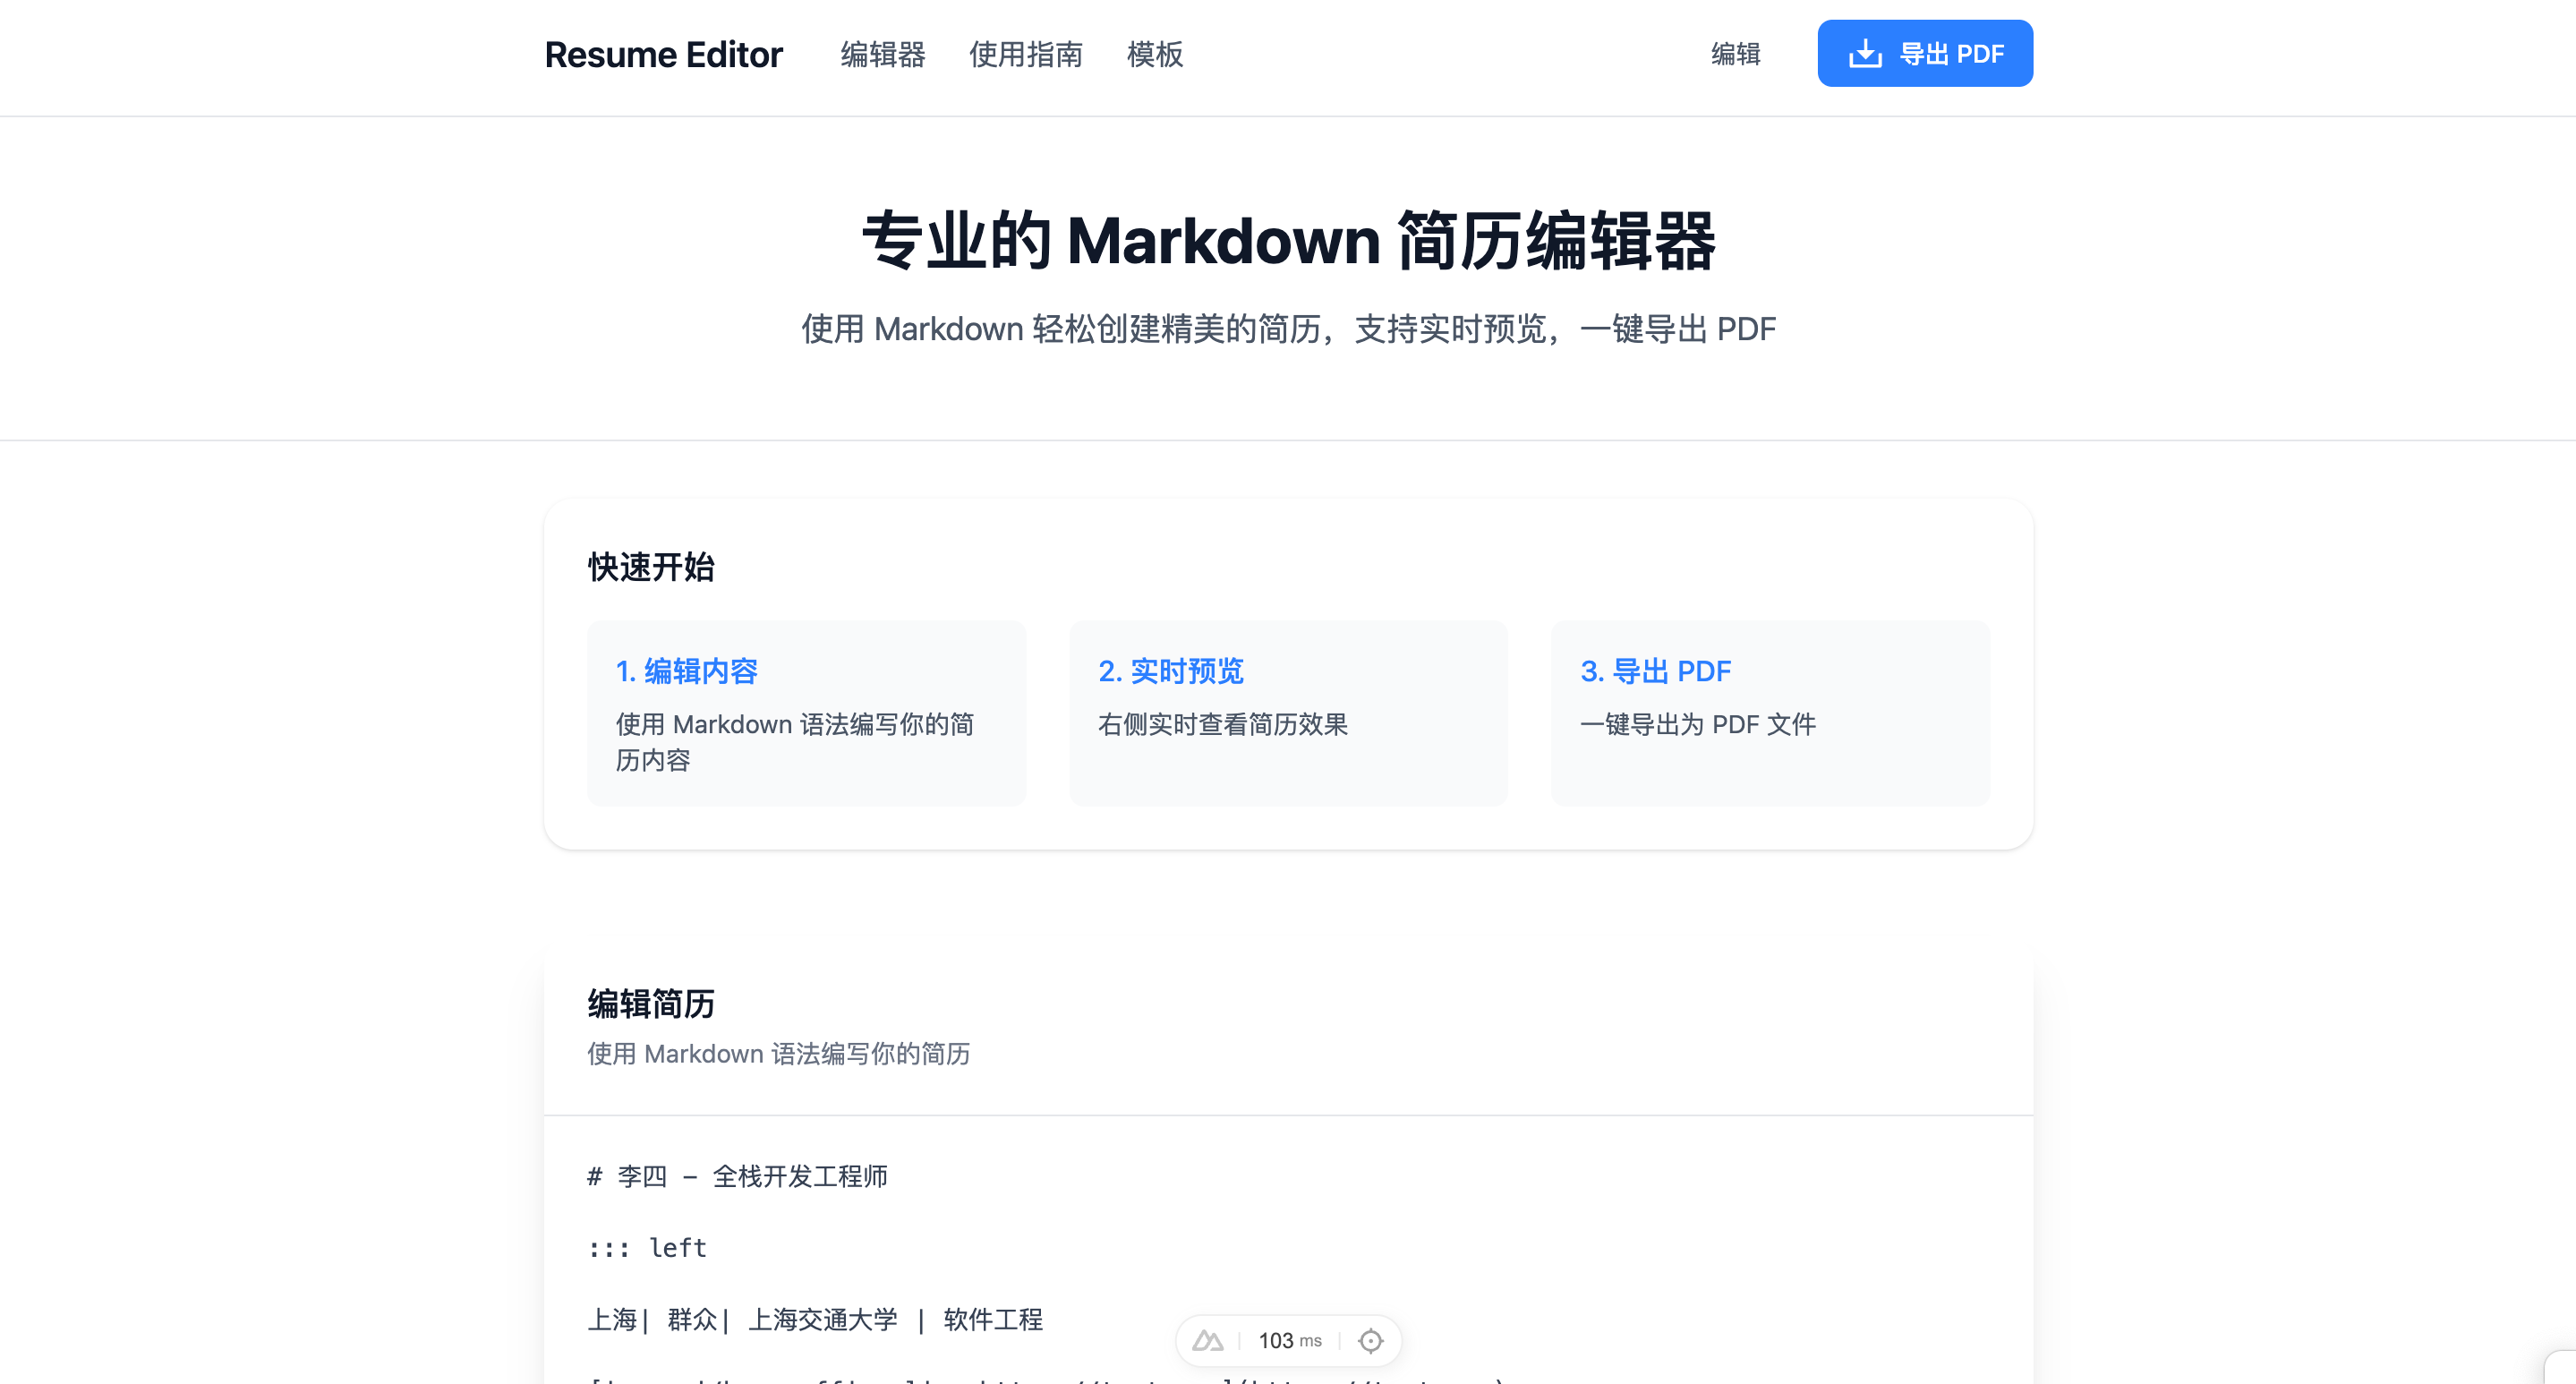 Resume Editor 编辑器 使用指南 模板 编辑 导出 PDF
专业的 Markdown 简历编辑器
使用 Markdown 轻松创建精美的简历，支持实时预览，一键导出 PDF
快速开始
1. 编辑内容
使用 Markdown 语法编写你的简
历内容
2. 实时预览
右侧实时查看简历效果
3. 导出 PDF
一键导出为 PDF 文件
编辑简历
使用 Markdown 语法编写你的简历
# 李四 – 全栈开发工程师
::: left
上海| 群众| 上海交通大学 | 软件工程
103 ms